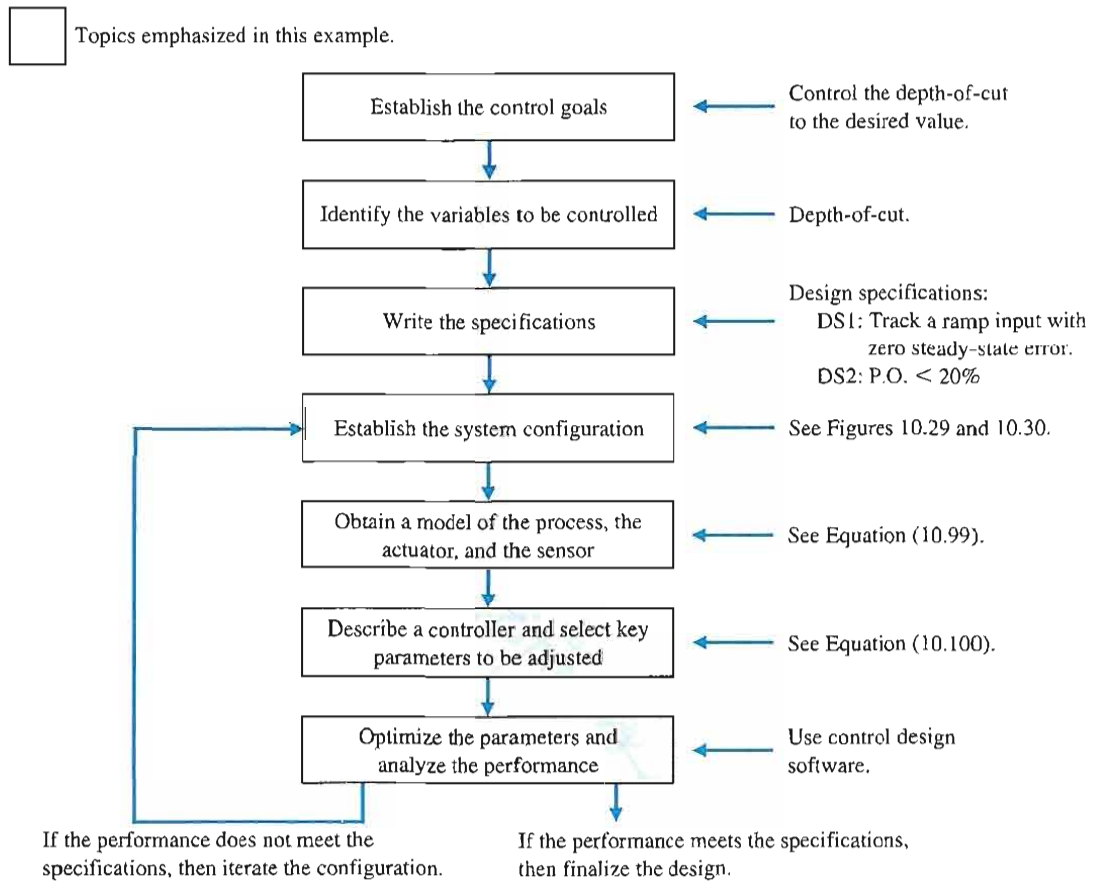 Topics emphasized in this example.
Establish the control goals
Control the depth-of-cut
to the desired value.
Identify the variables to be controlled
Depth-of-cut.
Write the specifications
Design specifications:
DS1: Track a ramp input with
zero steady-state error.
DS2: P.O. < 20%
Establish the system configuration
See Figures 10.29 and 10.30.
Obtain a model of the process, the
actuator, and the sensor
See Equation (10.99).
Describe a controller and select key
parameters to be adjusted
See Equation (10.100).
Optimize the parameters and
analyze the performance
Use control design
software.
If the performance does not meet the
specifications, then iterate the configuration.
If the performance meets the specifications,
then finalize the design.